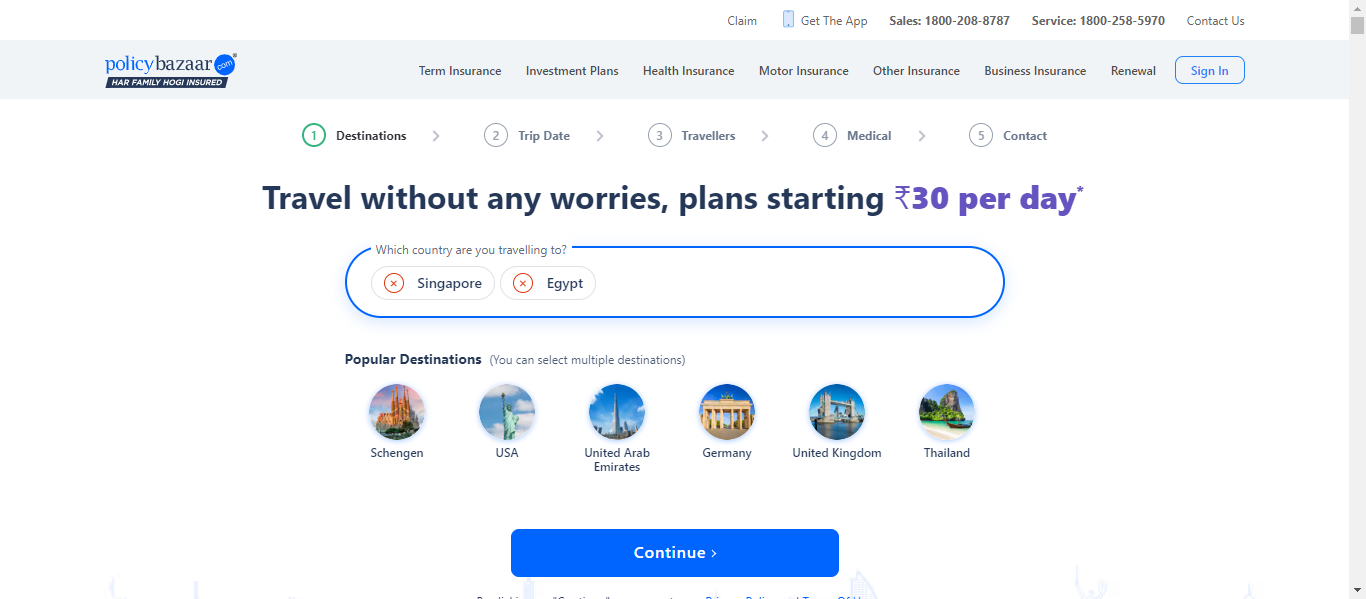 Claim Get The App Sales: 1800-208-8787 Service: 1800-258-5970 Contact Us
policybazaar.com
HAR FAMILY HOGI INSURED
Term Insurance Investment Plans Health Insurance Motor Insurance Other Insurance Business Insurance Renewal Sign In
1 Destinations 2 Trip Date 3 Travellers 4 Medical 5 Contact
Travel without any worries, plans starting ₹30 per day*
Which country are you travelling to?
Singapore Egypt
Popular Destinations (You can select multiple destinations)
Schengen USA United Arab Emirates Germany United Kingdom Thailand
Continue ›